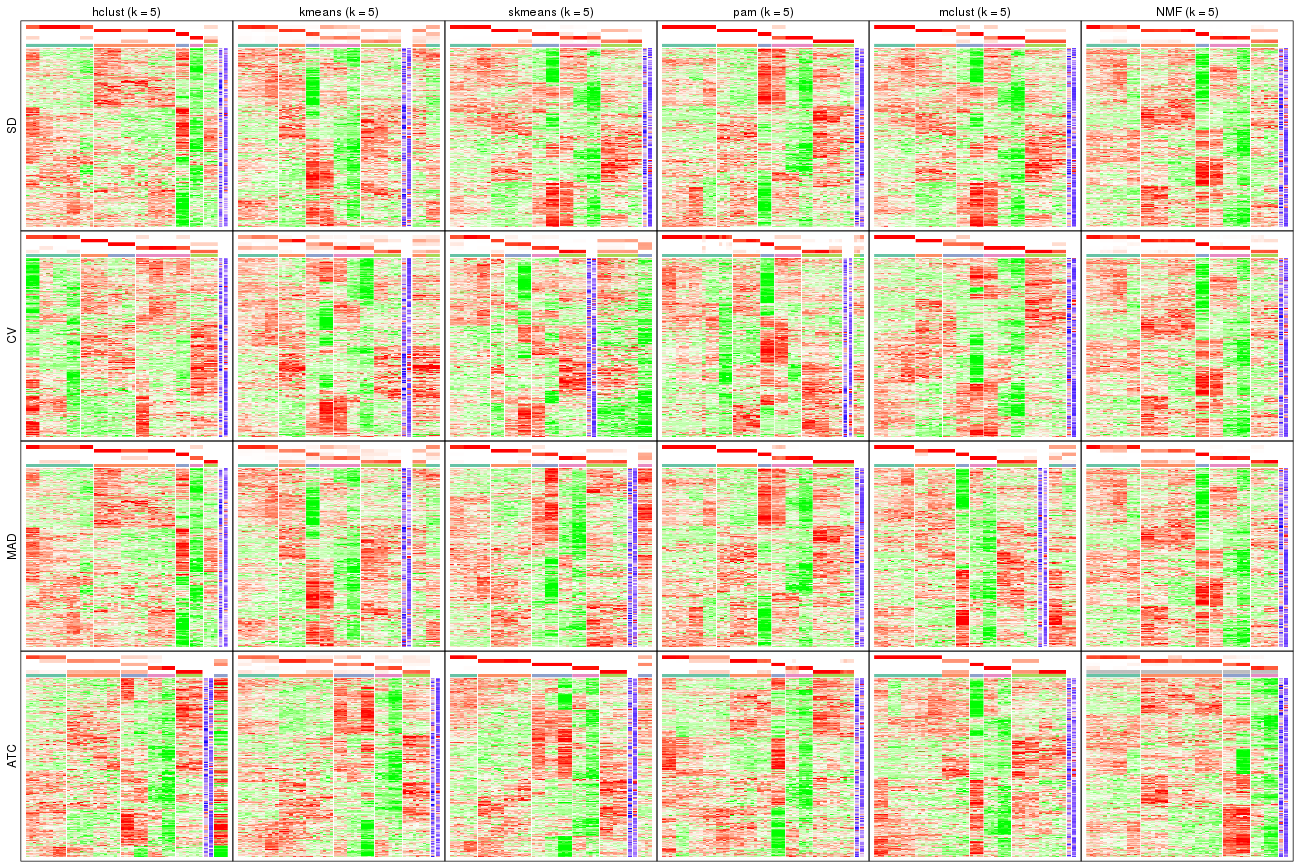 hclust (k = 5) kmeans (k = 5) skmeans (k = 5) pam (k = 5) mclust (k = 5) NMF (k = 5)
SD
CV
MAD
ATC